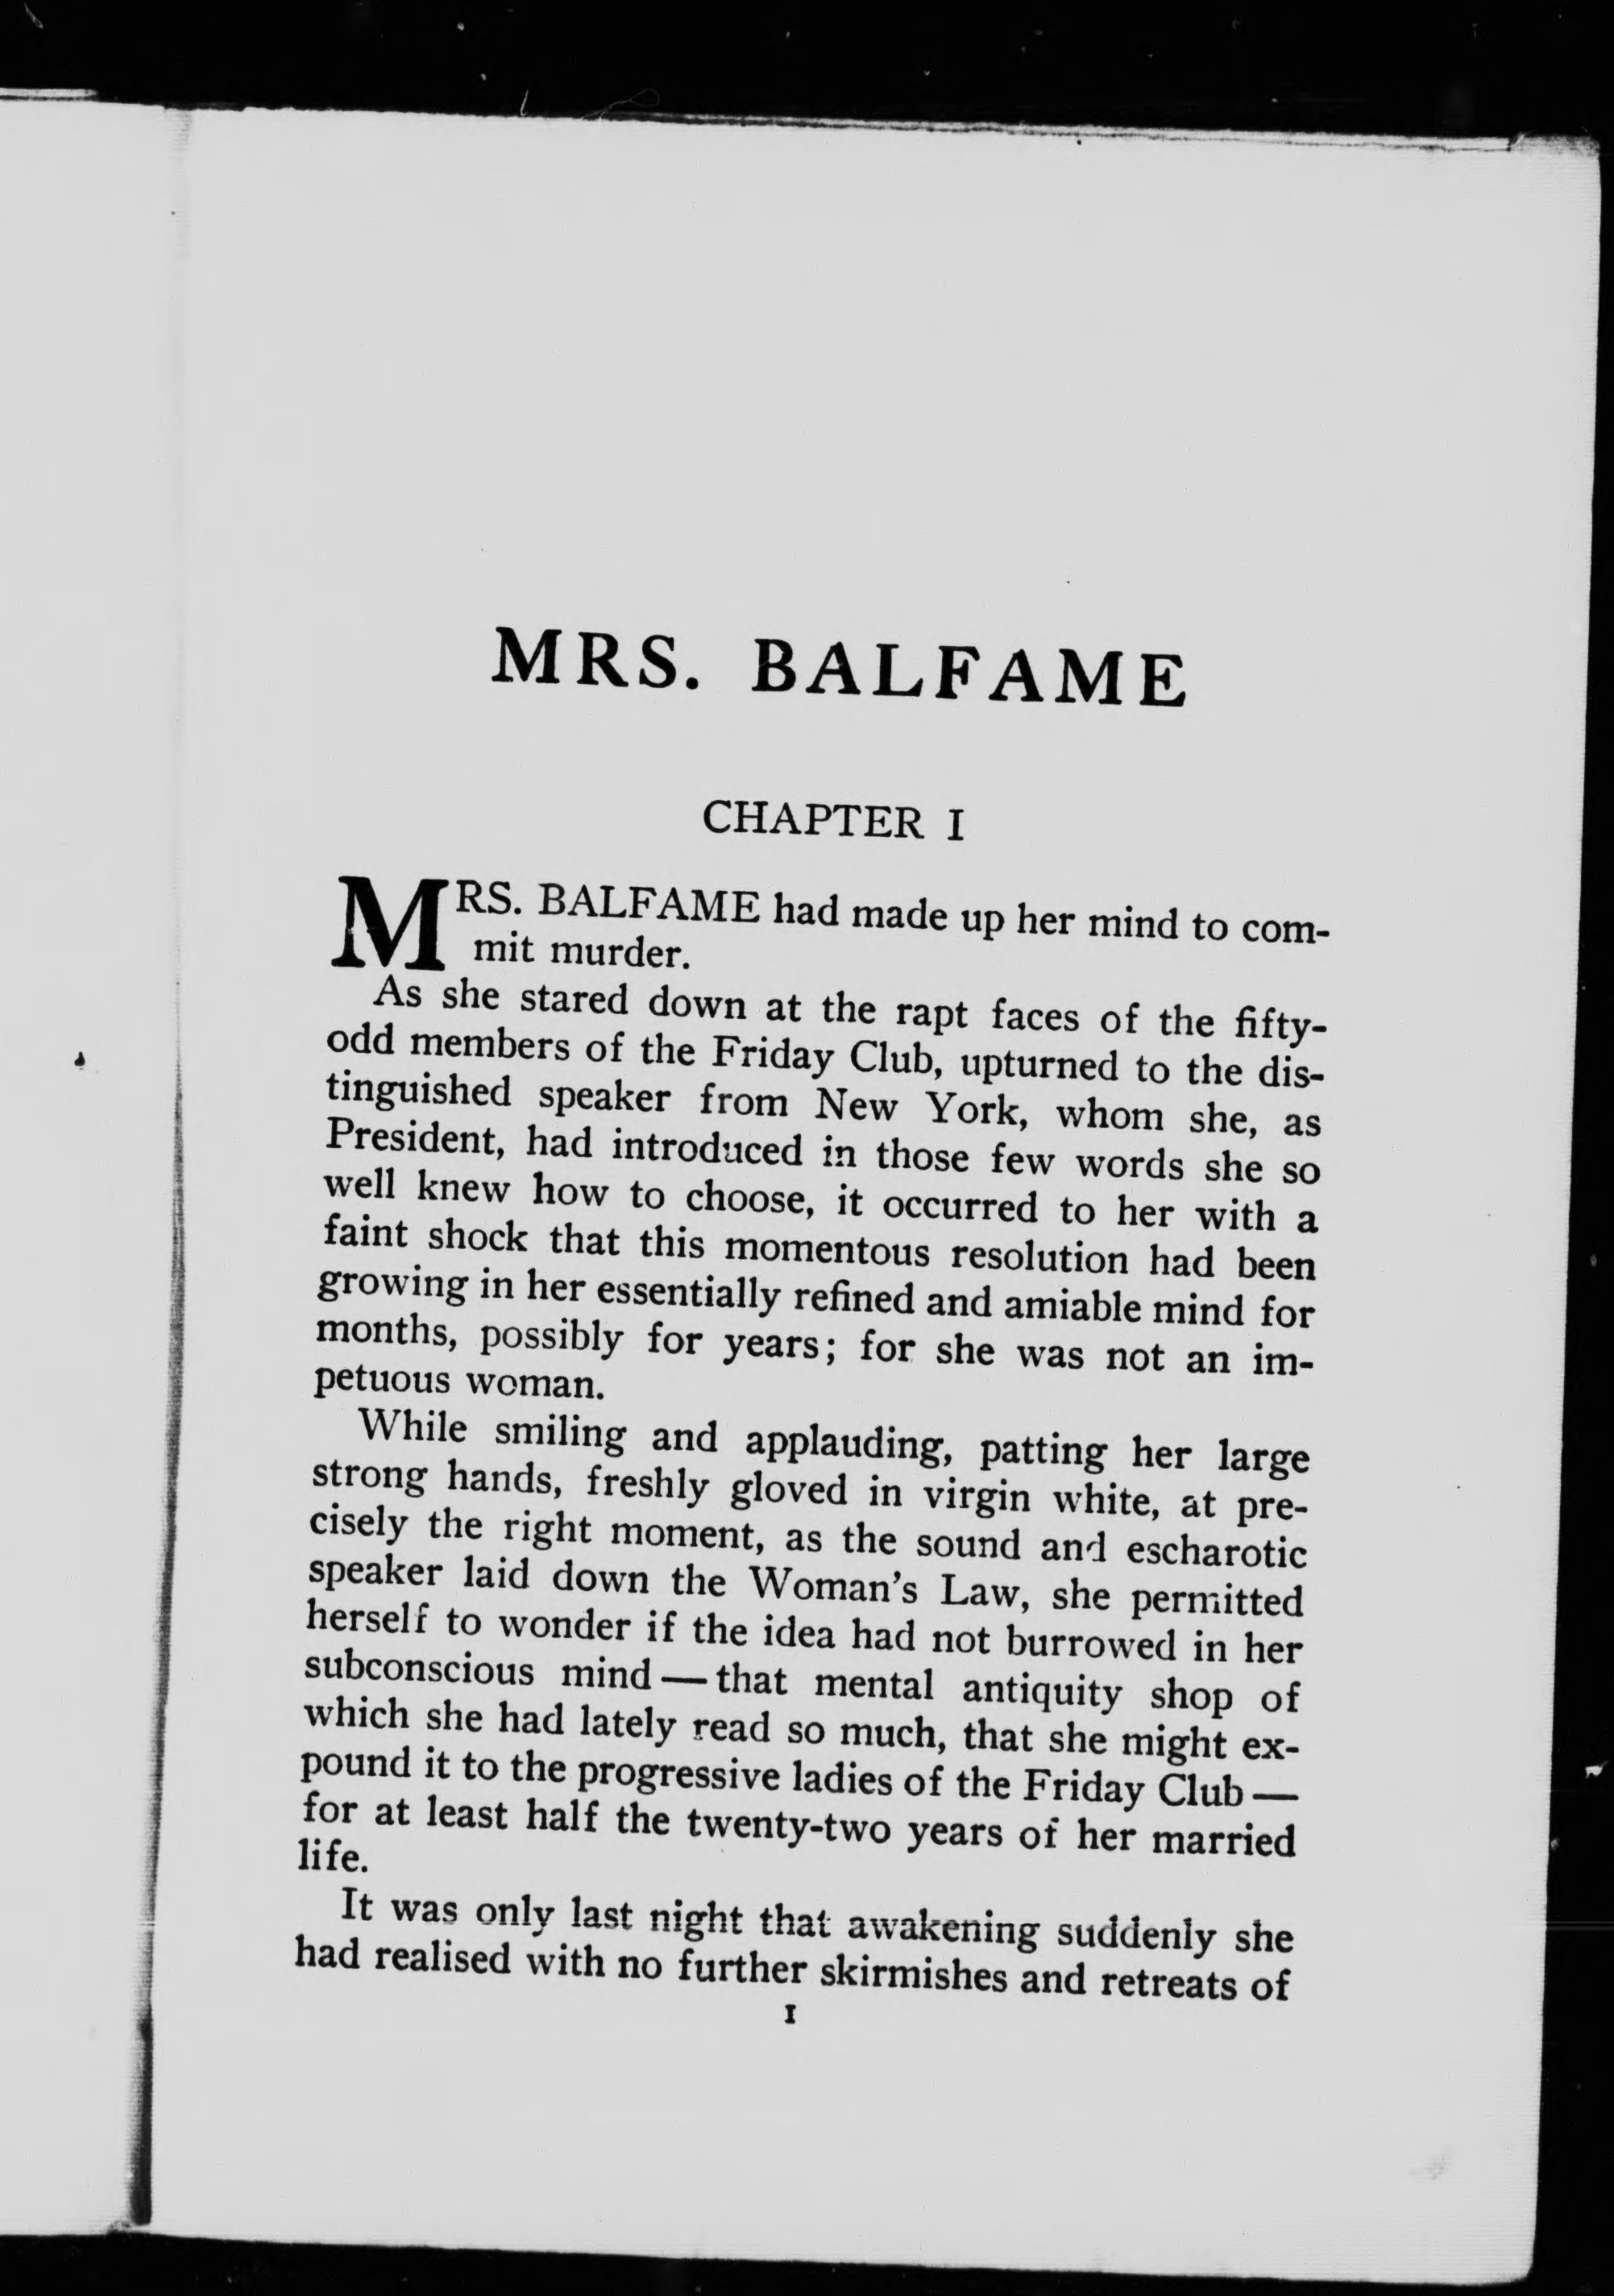 MRS. BALFAME
CHAPTER I
MRS. BALFAME had made up her mind to com-
mit murder.
As she stared down at the rapt faces of the fifty-
odd members of the Friday Club, upturned to the dis-
tinguished speaker from New York, whom she, as
President, had introduced in those few words she so
well knew how to choose, it occurred to her with a
faint shock that this momentous resolution had been
growing in her essentially refined and amiable mind for
months, possibly for years; for she was not an im-
petuous woman.
While smiling and applauding, patting her large
strong hands, freshly gloved in virgin white, at pre-
cisely the right moment, as the sound and escharotic
speaker laid down the Woman's Law, she permitted
herself to wonder if the idea had not burrowed in her
subconscious mind — that mental antiquity shop of
which she had lately read so much, that she might ex-
pound it to the progressive ladies of the Friday Club —
for at least half the twenty-two years of her married
life.
It was only last night that awakening suddenly she
had realised with no further skirmishes and retreats of
1